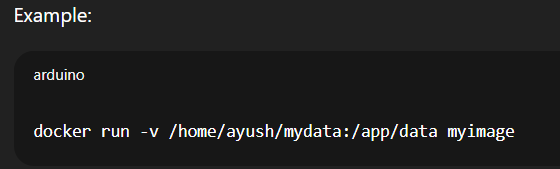 Example:
arduino
docker run -v /home/ayush/mydata:/app/data myimage